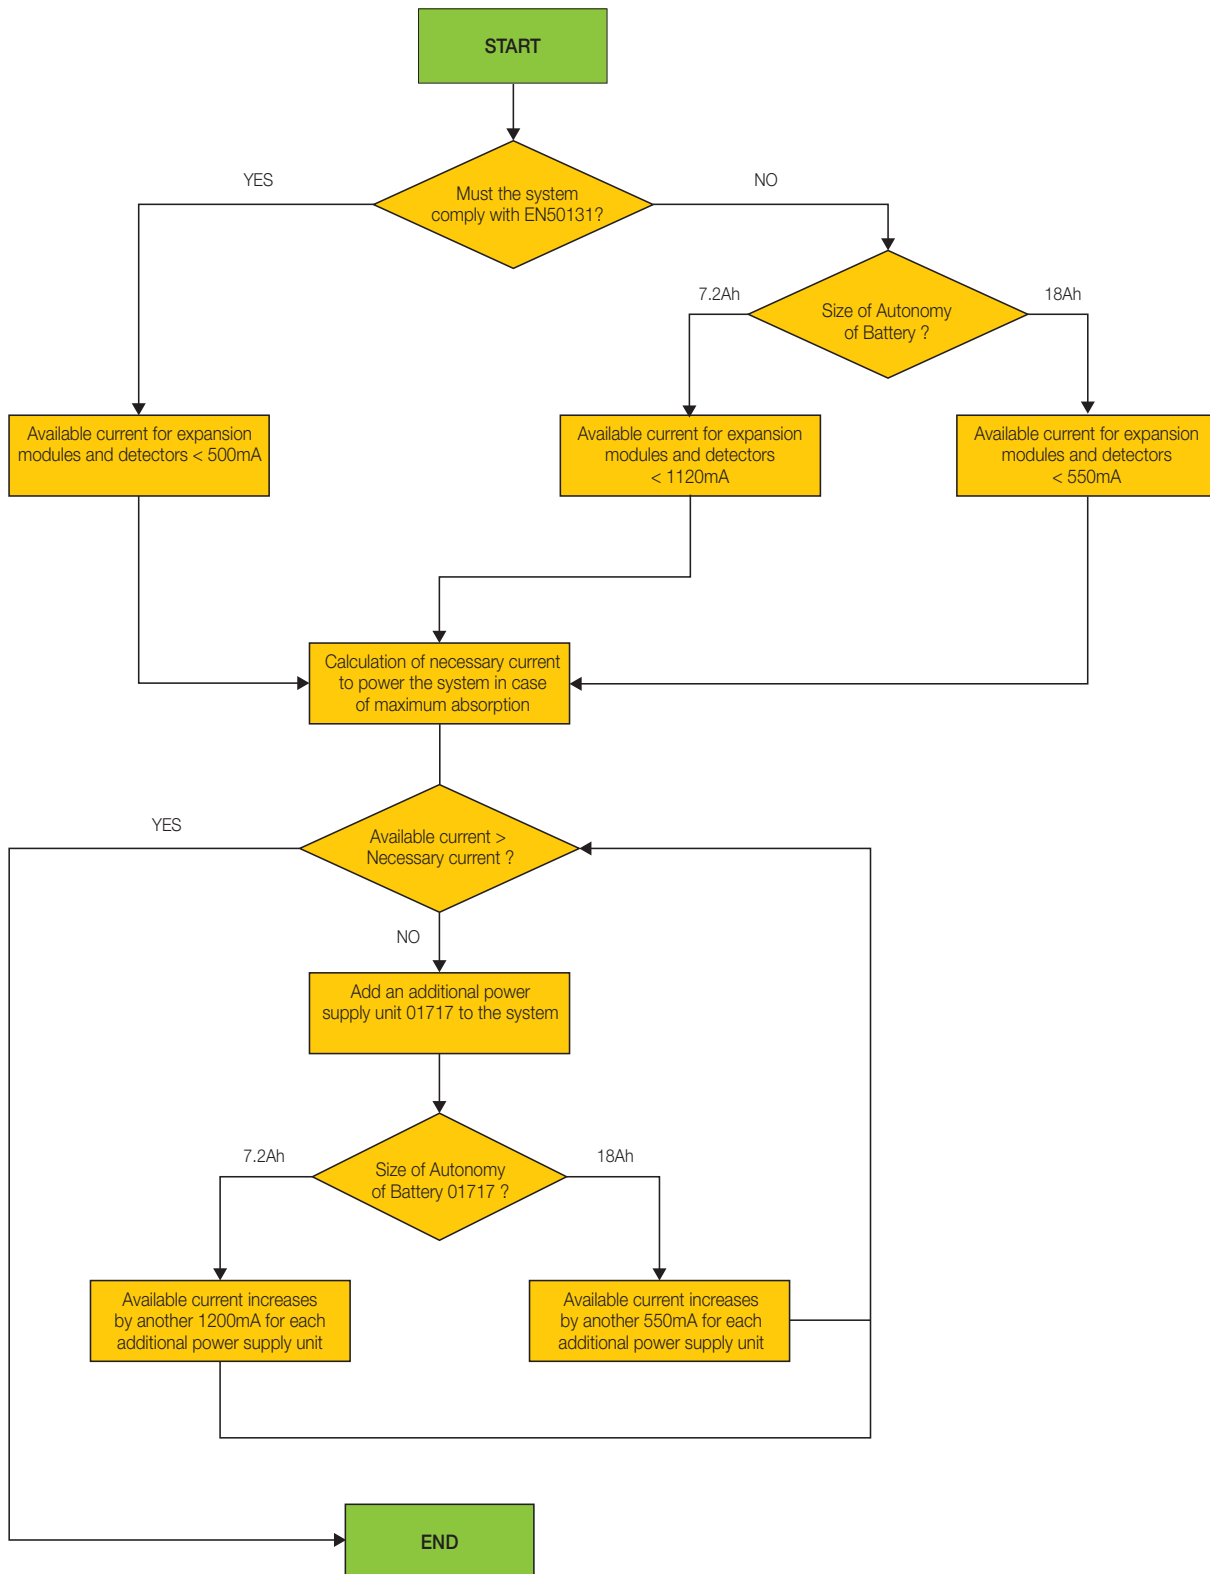 START
YES
Must the system
comply with EN50131?
NO
7.2Ah
Size of Autonomy
of Battery ?
18Ah
Available current for expansion
modules and detectors < 500mA
Available current for expansion
modules and detectors
< 1120mA
Available current for expansion
modules and detectors
< 550mA
Calculation of necessary current
to power the system in case
of maximum absorption
YES
Available current >
Necessary current ?
NO
Add an additional power
supply unit 01717 to the system
7.2Ah
Size of Autonomy
of Battery 01717 ?
18Ah
Available current increases
by another 1200mA for each
additional power supply unit
Available current increases
by another 550mA for each
additional power supply unit
END